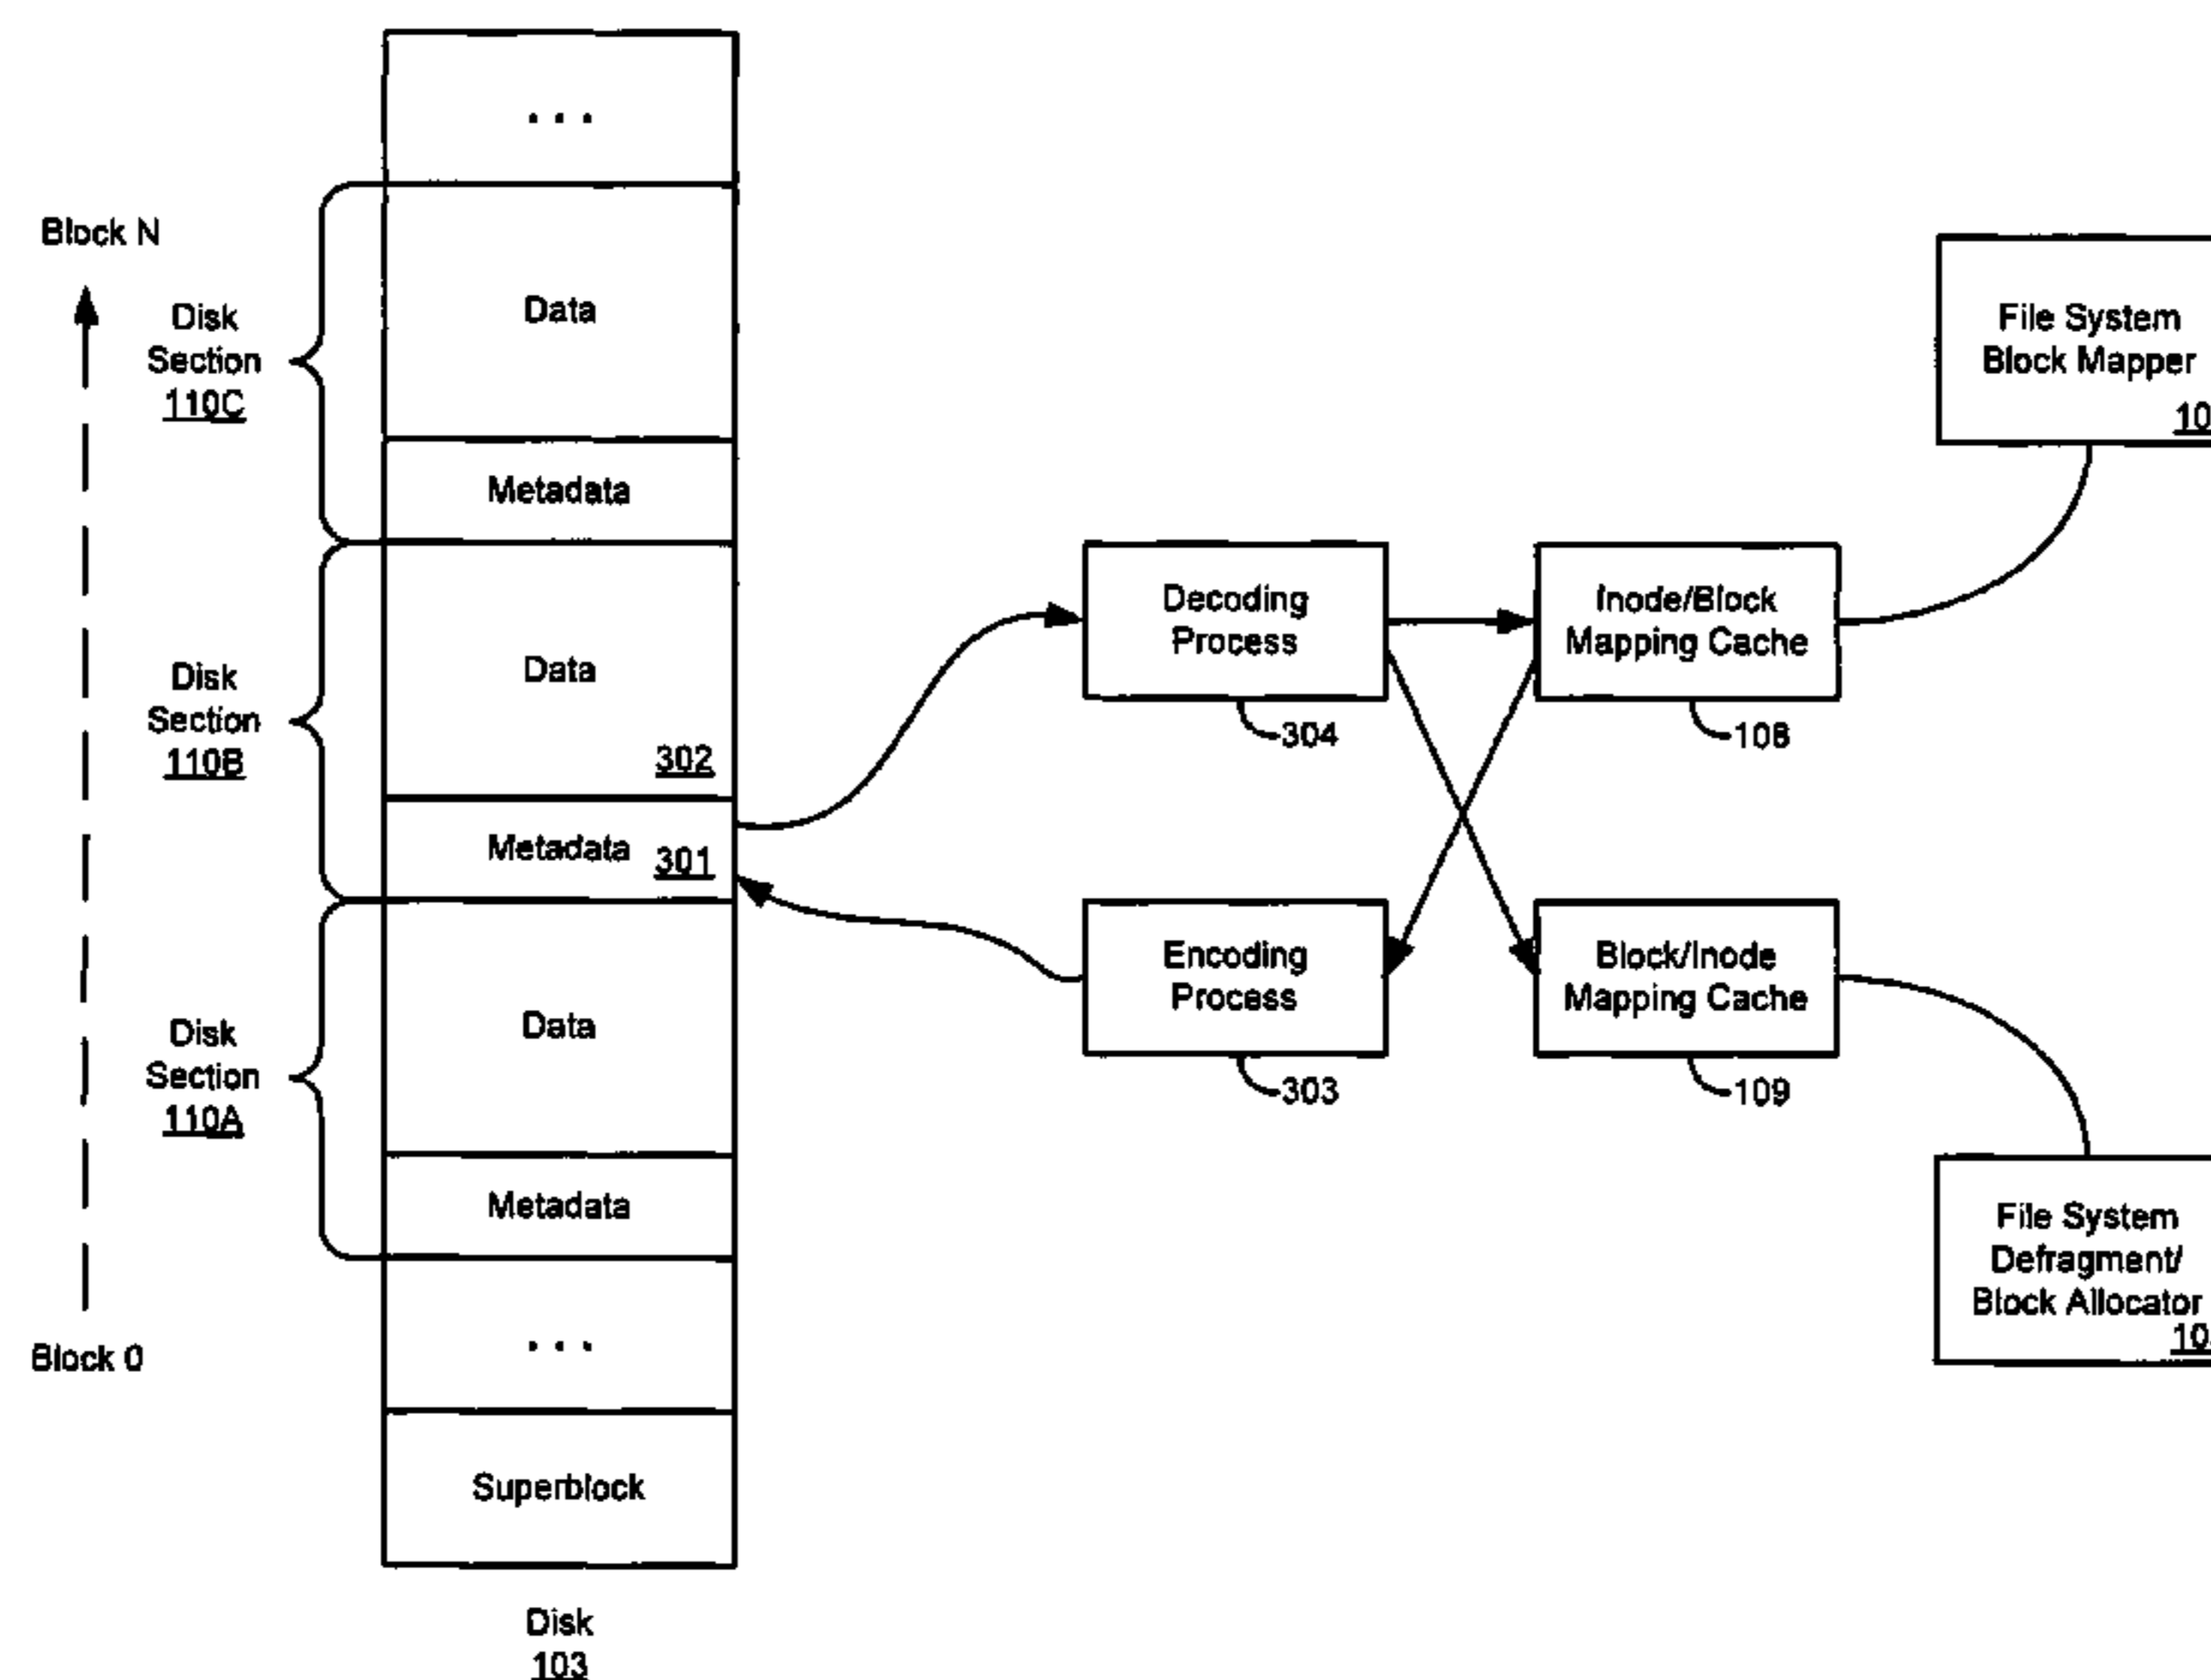 ...
Block N
Disk
Section
110C
Data
Metadata
Disk
Section
110B
Data
302
Metadata
301
Disk
Section
110A
Data
Metadata
...
Block 0
Superblock
Disk
103
Decoding
Process
304
Encoding
Process
303
Inode/Block
Mapping Cache
108
Block/Inode
Mapping Cache
109
File System
Block Mapper
File System
Defragment/
Block Allocator